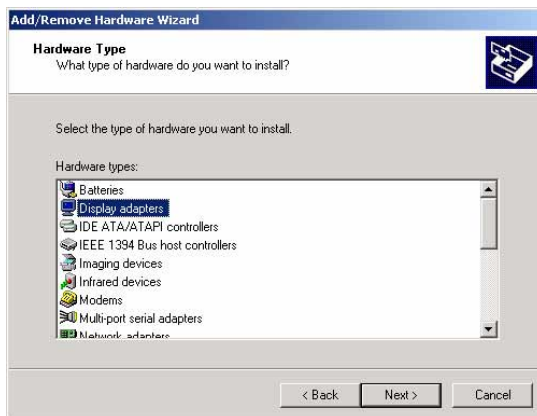 Add/Remove Hardware Wizard
Hardware Type
What type of hardware do you want to install?
Select the type of hardware you want to install.
Hardware types:
Batteries
Display adapters
IDE ATA/ATAPI controllers
IEEE 1394 Bus host controllers
Imaging devices
Infrared devices
Modems
Multi-port serial adapters
Network adapters
< Back
Next >
Cancel